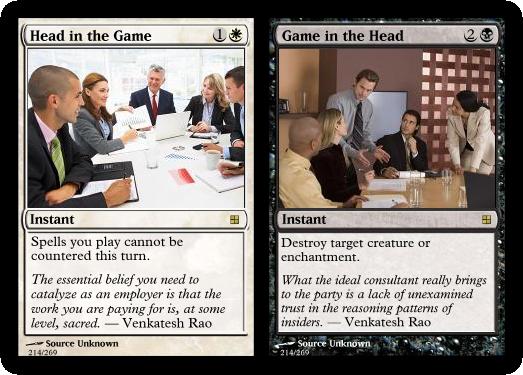 Head in the Game 1
Instant
Spells you play cannot be
countered this turn.
The essential belief you need to
catalyze as an employer is that the
work you are paying for is, at some
level, sacred. — Venkatesh Rao
Source Unknown
214/269
Game in the Head 2
Instant
Destroy target creature or
enchantment.
What the ideal consultant really brings
to the party is a lack of unexamined
trust in the reasoning patterns of
insiders. — Venkatesh Rao
Source Unknown
214/269